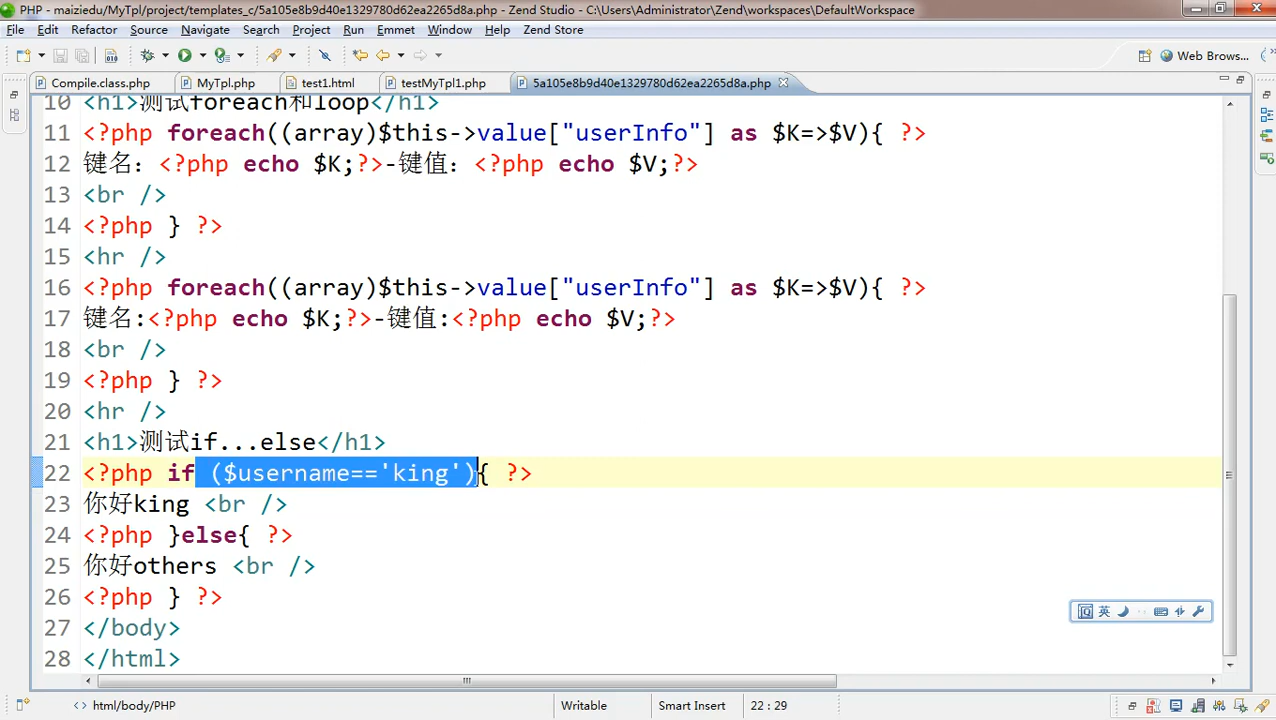 PHP - maiziedu/MyTpl/project/templates_c/5a105e8b9d40e1329780d62ea2265d8a.php - Zend Studio - C:\Users\Administrator\Zend\workspaces\DefaultWorkspace
File Edit Refactor Source Navigate Search Project Run Emmet Window Help Zend Store
Web Brows...
Compile.class.php MyTpl.php test1.html testMyTpl1.php 5a105e8b9d40e1329780d62ea2265d8a.php
10 <h1>测试foreach和loop</h1>
11 <?php foreach((array)$this->value["userInfo"] as $K=>$V){ ?>
12 键名：<?php echo $K;?>-键值：<?php echo $V;?>
13 <br />
14 <?php } ?>
15 <hr />
16 <?php foreach((array)$this->value["userInfo"] as $K=>$V){ ?>
17 键名:<?php echo $K;?>-键值:<?php echo $V;?>
18 <br />
19 <?php } ?>
20 <hr />
21 <h1>测试if...else</h1>
22 <?php if ($username=='king'){ ?>
23 你好king <br />
24 <?php }else{ ?>
25 你好others <br />
26 <?php } ?>
英
27 </body>
28 </html>
<> html/body/PHP Writable Smart Insert 22 : 29